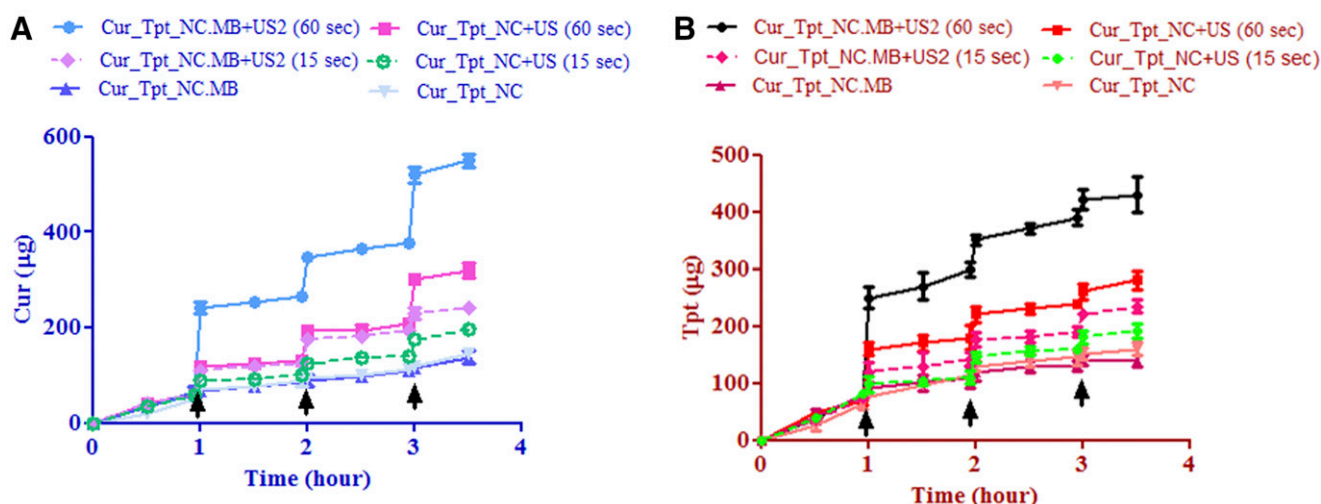 A
Cur_Tpt_NC.MB+US2 (60 sec)
Cur_Tpt_NC+US (60 sec)
Cur_Tpt_NC.MB+US2 (15 sec)
Cur_Tpt_NC+US (15 sec)
Cur_Tpt_NC.MB
Cur_Tpt_NC
600
400
200
0
Cur (µg)
0 1 2 3 4
Time (hour)
B
Cur_Tpt_NC.MB+US2 (60 sec)
Cur_Tpt_NC+US (60 sec)
Cur_Tpt_NC.MB+US2 (15 sec)
Cur_Tpt_NC+US (15 sec)
Cur_Tpt_NC.MB
Cur_Tpt_NC
500
400
300
200
100
0
Tpt (µg)
0 1 2 3 4
Time (hour)